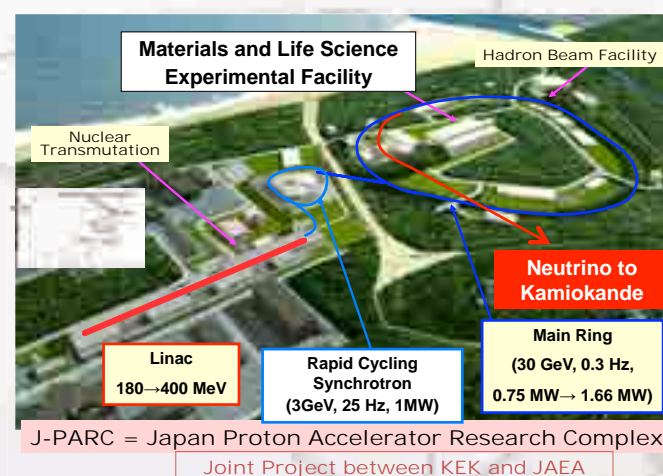 Materials and Life Science
Experimental Facility
Hadron Beam Facility
Nuclear
Transmutation
Neutrino to
Kamiokande
Linac
180→400 MeV
Rapid Cycling
Synchrotron
(3GeV, 25 Hz, 1MW)
Main Ring
(30 GeV, 0.3 Hz,
0.75 MW→ 1.66 MW)
J-PARC = Japan Proton Accelerator Research Complex
Joint Project between KEK and JAEA